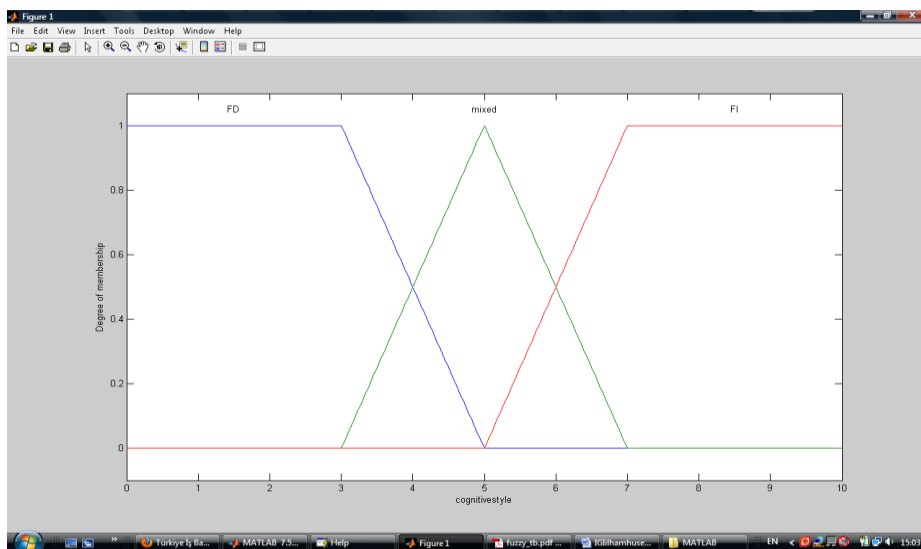 Figure 1
File Edit View Insert Tools Desktop Window Help
FD mixed FI
1
0.8
0.6
0.4
0.2
0
Degree of membership
0 1 2 3 4 5 6 7 8 9 10
cognitivestyle
Türkiye İş Ba... MATLAB 7.5... Help Figure 1 fuzzy_tb.pdf ... MATLAB EN 15:07